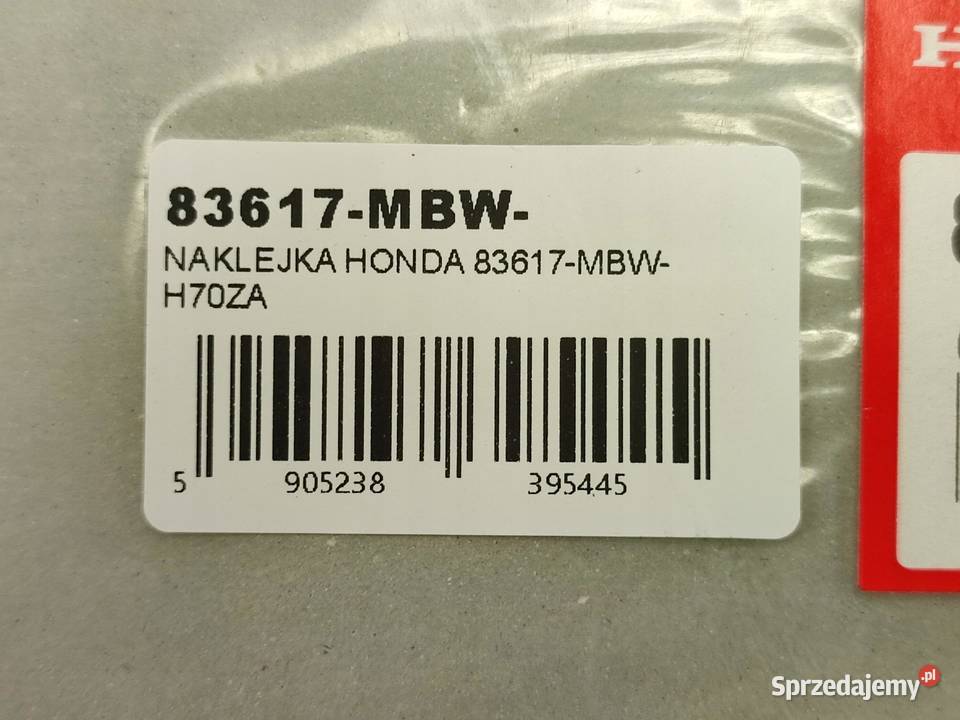 83617-MBW-
NAKLEJKA HONDA 83617-MBW-
H70ZA
5 905238 395445
Sprzedajemy.pl